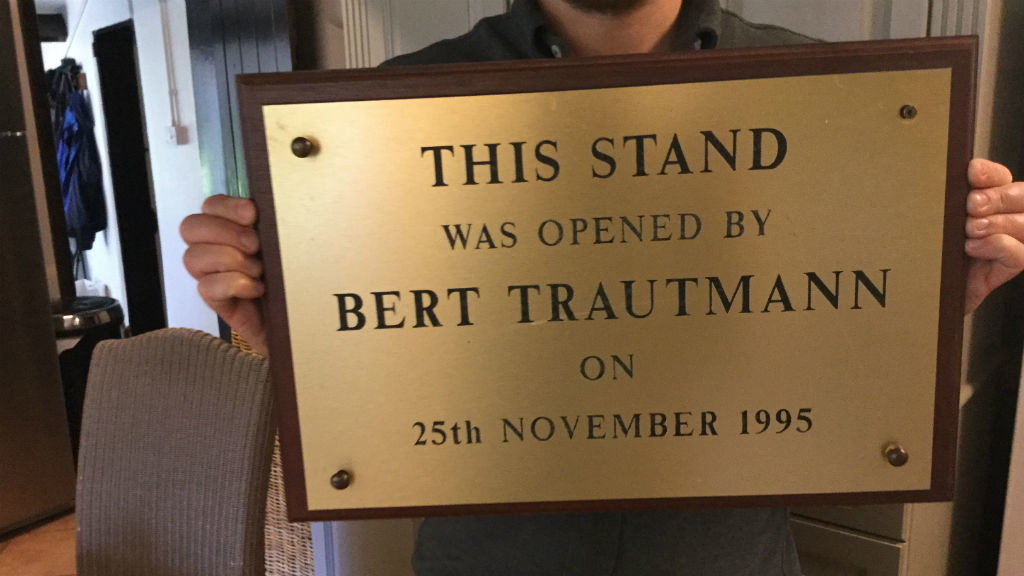 THIS STAND
WAS OPENED BY
BERT TRAUTMANN
ON
25th NOVEMBER 1995